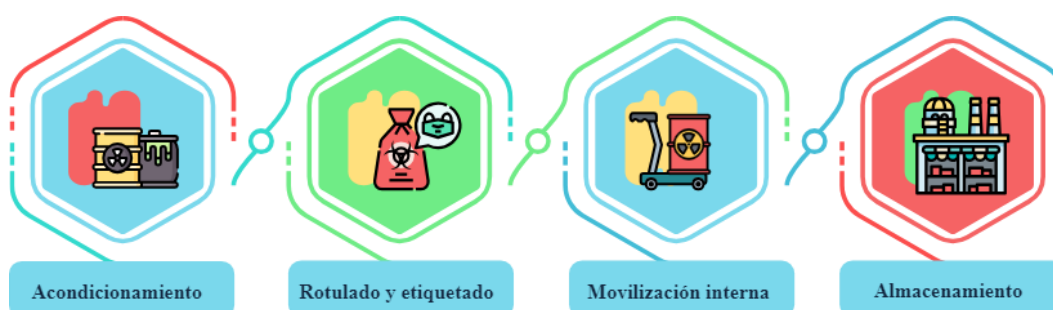 Acondicionamiento
Rotulado y etiquetado
Movilización interna
Almacenamiento